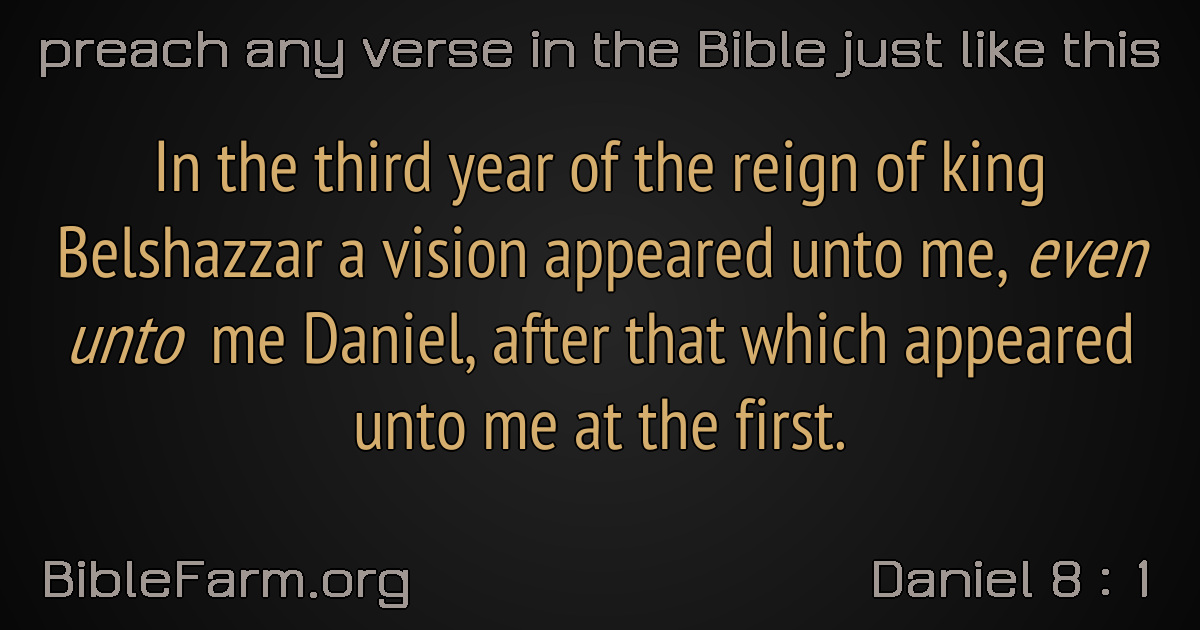 preach any verse in the Bible just like this
In the third year of the reign of king
Belshazzar a vision appeared unto me, even
unto me Daniel, after that which appeared
unto me at the first.
BibleFarm.org
Daniel 8 : 1